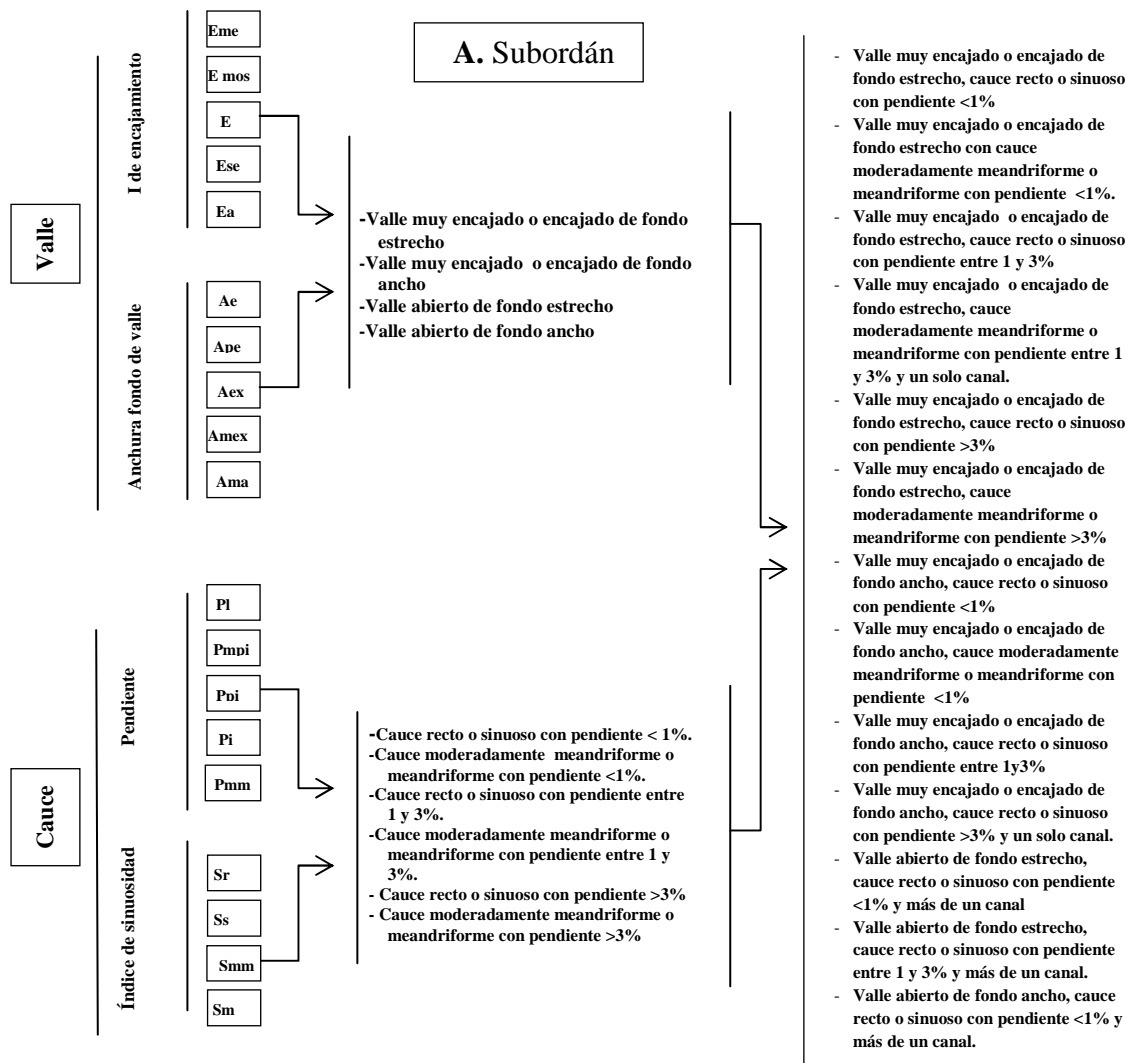 A. Subordán
Valle
I de encajamiento
Eme
E mos
E
Ese
Ea
Anchura fondo de valle
Ae
Ape
Aex
Amex
Ama
-Valle muy encajado o encajado de fondo
estrecho
-Valle muy encajado o encajado de fondo
ancho
-Valle abierto de fondo estrecho
-Valle abierto de fondo ancho
Cauce
Pendiente
Pl
Pmpi
Ppi
Pi
Pmm
Índice de sinuosidad
Sr
Ss
Smm
Sm
-Cauce recto o sinuoso con pendiente < 1%.
-Cauce moderadamente meandriforme o
meandriforme con pendiente <1%.
-Cauce recto o sinuoso con pendiente entre
1 y 3%.
-Cauce moderadamente meandriforme o
meandriforme con pendiente entre 1 y
3%.
- Cauce recto o sinuoso con pendiente >3%
- Cauce moderadamente meandriforme o
meandriforme con pendiente >3%
- Valle muy encajado o encajado de
fondo estrecho, cauce recto o sinuoso
con pendiente <1%
- Valle muy encajado o encajado de
fondo estrecho con cauce
moderadamente meandriforme o
meandriforme con pendiente <1%.
- Valle muy encajado o encajado de
fondo estrecho, cauce recto o sinuoso
con pendiente entre 1 y 3%
- Valle muy encajado o encajado de
fondo estrecho, cauce
moderadamente meandriforme o
meandriforme con pendiente entre 1
y 3% y un solo canal.
- Valle muy encajado o encajado de
fondo estrecho, cauce recto o sinuoso
con pendiente >3%
- Valle muy encajado o encajado de
fondo estrecho, cauce
moderadamente meandriforme o
meandriforme con pendiente >3%
- Valle muy encajado o encajado de
fondo ancho, cauce recto o sinuoso
con pendiente <1%
- Valle muy encajado o encajado de
fondo ancho, cauce moderadamente
meandriforme o meandriforme con
pendiente <1%
- Valle muy encajado o encajado de
fondo ancho, cauce recto o sinuoso
con pendiente entre 1y3%
- Valle muy encajado o encajado de
fondo ancho, cauce recto o sinuoso
con pendiente >3% y un solo canal.
- Valle abierto de fondo estrecho,
cauce recto o sinuoso con pendiente
<1% y más de un canal
- Valle abierto de fondo estrecho,
cauce recto o sinuoso con pendiente
entre 1 y 3% y más de un canal.
- Valle abierto de fondo ancho, cauce
recto o sinuoso con pendiente <1% y
más de un canal.